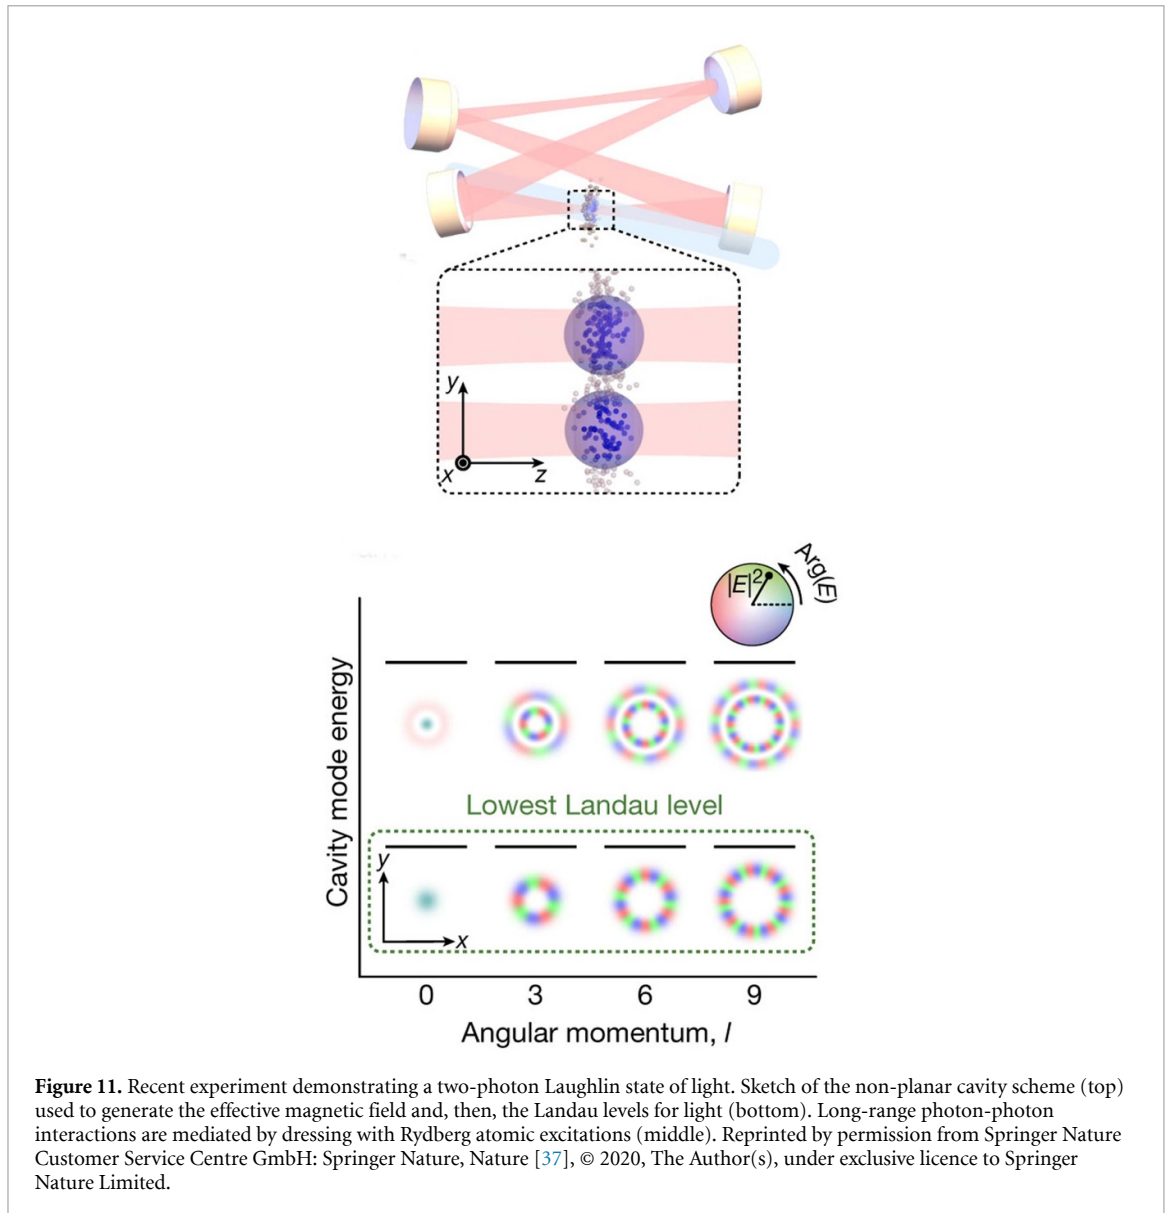 y
x
z
Arg(E)
|E|²
Cavity mode energy
Lowest Landau level
y
x
0 3 6 9
Angular momentum, l
Figure 11. Recent experiment demonstrating a two-photon Laughlin state of light. Sketch of the non-planar cavity scheme (top)
used to generate the effective magnetic field and, then, the Landau levels for light (bottom). Long-range photon-photon
interactions are mediated by dressing with Rydberg atomic excitations (middle). Reprinted by permission from Springer Nature
Customer Service Centre GmbH: Springer Nature, Nature [37], © 2020, The Author(s), under exclusive licence to Springer
Nature Limited.